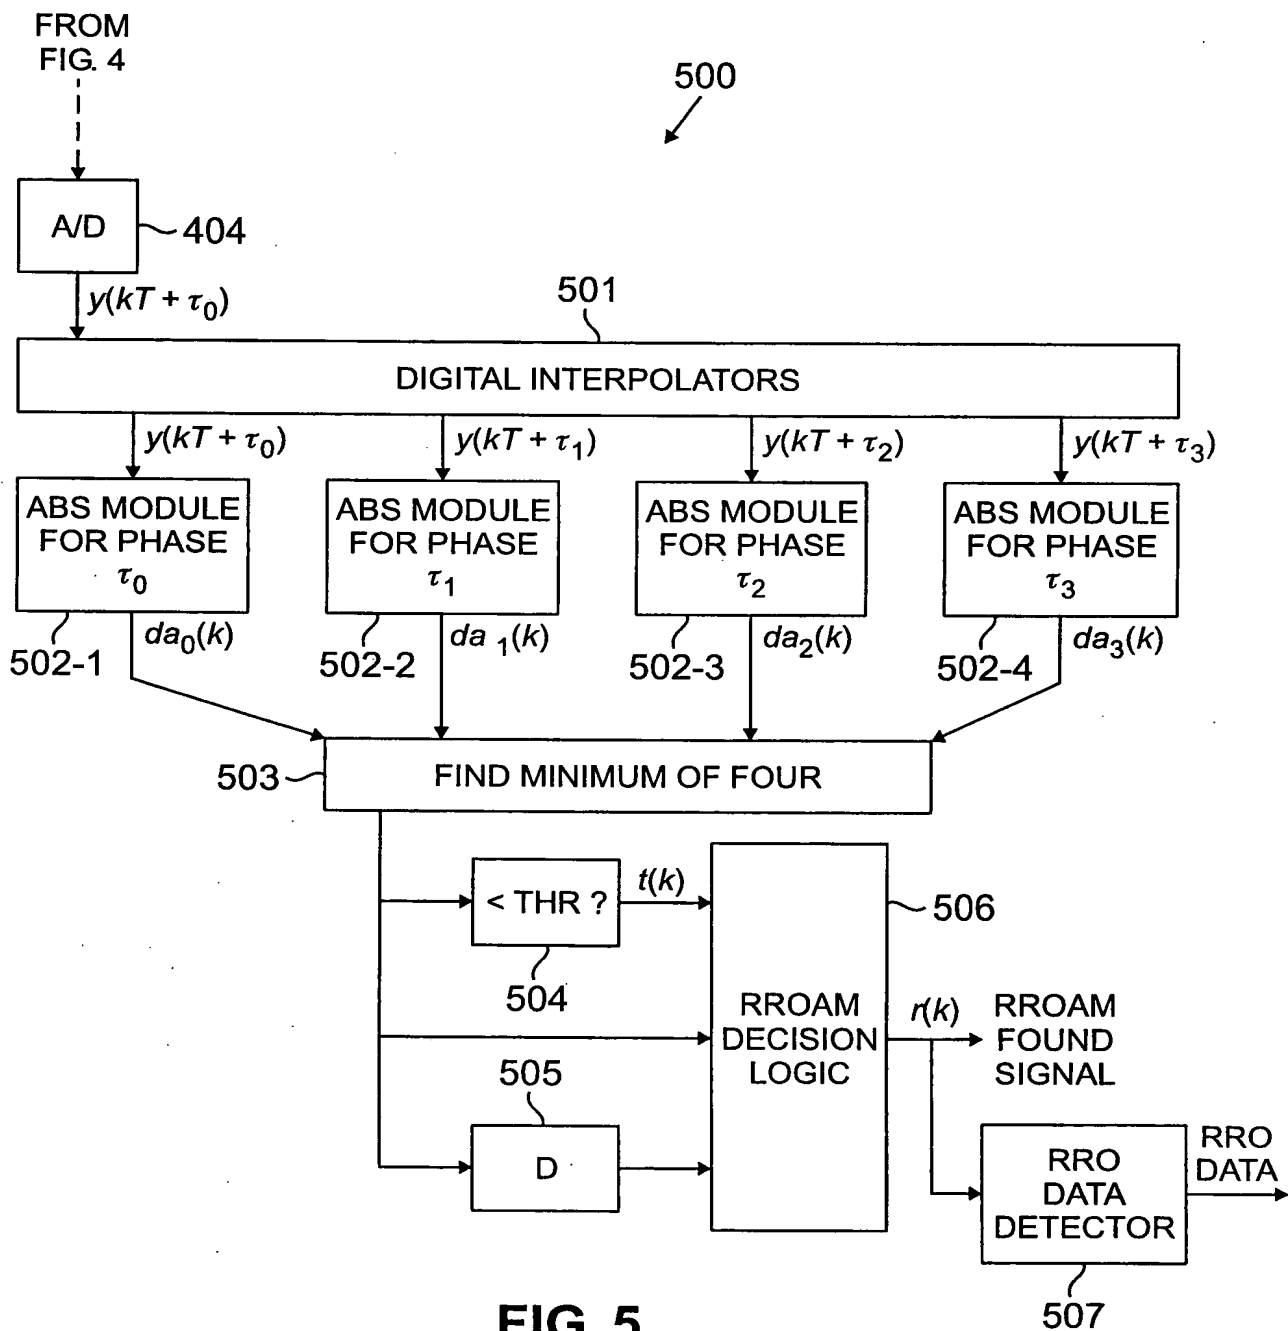 FROM
FIG. 4
500
A/D
404
y(kT + τ₀)
501
DIGITAL INTERPOLATORS
y(kT + τ₀)
y(kT + τ₁)
y(kT + τ₂)
y(kT + τ₃)
ABS MODULE
FOR PHASE
τ₀
ABS MODULE
FOR PHASE
τ₁
ABS MODULE
FOR PHASE
τ₂
ABS MODULE
FOR PHASE
τ₃
502-1
da₀(k)
502-2
da ₁(k)
502-3
da₂(k)
502-4
da₃(k)
503
FIND MINIMUM OF FOUR
< THR ?
t(k)
504
506
RROAM
DECISION
LOGIC
r(k)
RROAM
FOUND
SIGNAL
505
D
RRO
DATA
DETECTOR
RRO
DATA
507
FIG. 5